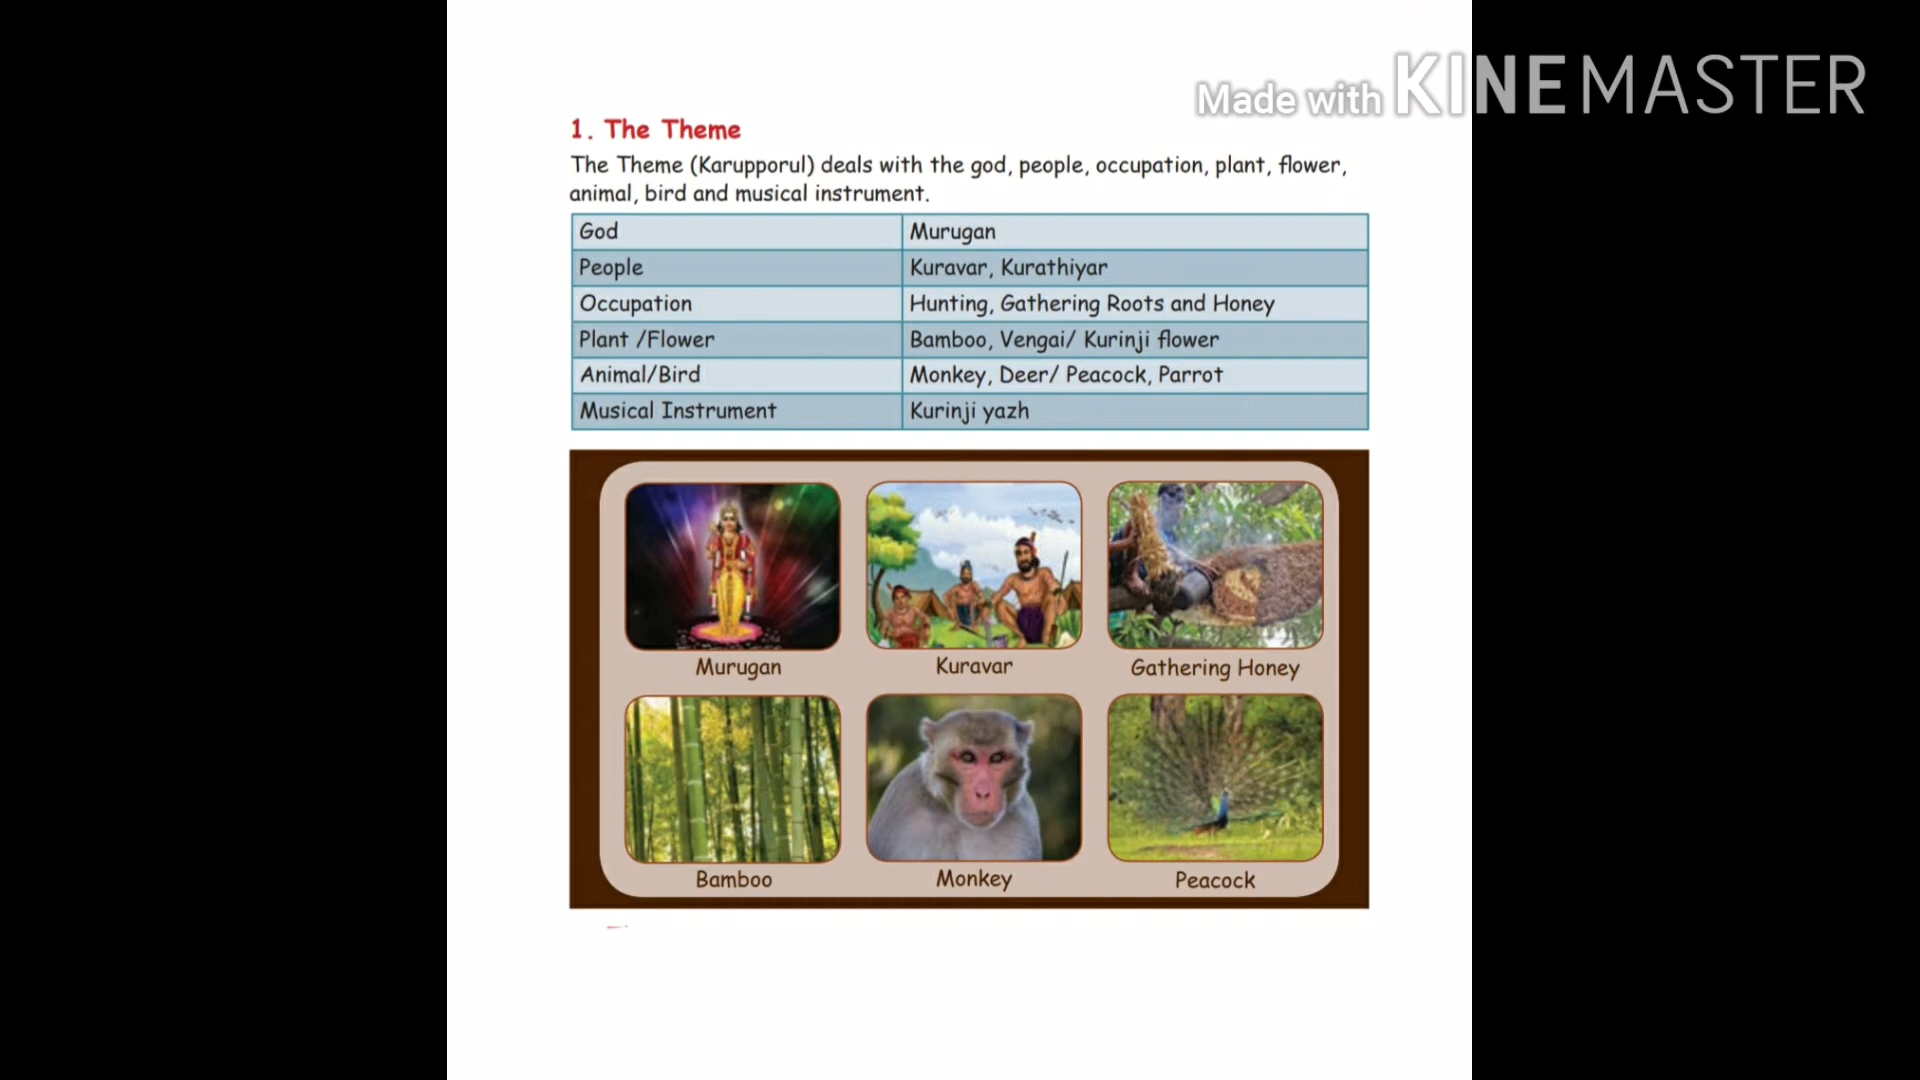 Made with KINEMASTER
1. The Theme
The Theme (Karupporul) deals with the god, people, occupation, plant, flower,
animal, bird and musical instrument.
God Murugan
People Kuravar, Kurathiyar
Occupation Hunting, Gathering Roots and Honey
Plant /Flower Bamboo, Vengai/ Kurinji flower
Animal/Bird Monkey, Deer/ Peacock, Parrot
Musical Instrument Kurinji yazh
Murugan Kuravar Gathering Honey
Bamboo Monkey Peacock